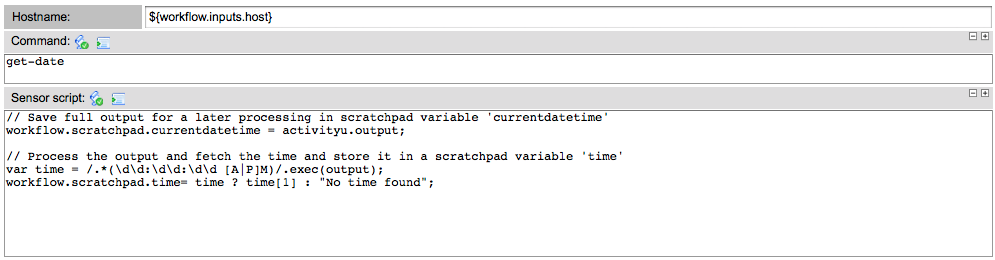 Hostname: ${workflow.inputs.host}
Command:
get-date
Sensor script:
// Save full output for a later processing in scratchpad variable 'currentdatetime'
workflow.scratchpad.currentdatetime = activityu.output;
// Process the output and fetch the time and store it in a scratchpad variable 'time'
var time = /.*(\d\d:\d\d:\d\d [A|P]M)/.exec(output);
workflow.scratchpad.time= time ? time[1] : "No time found";